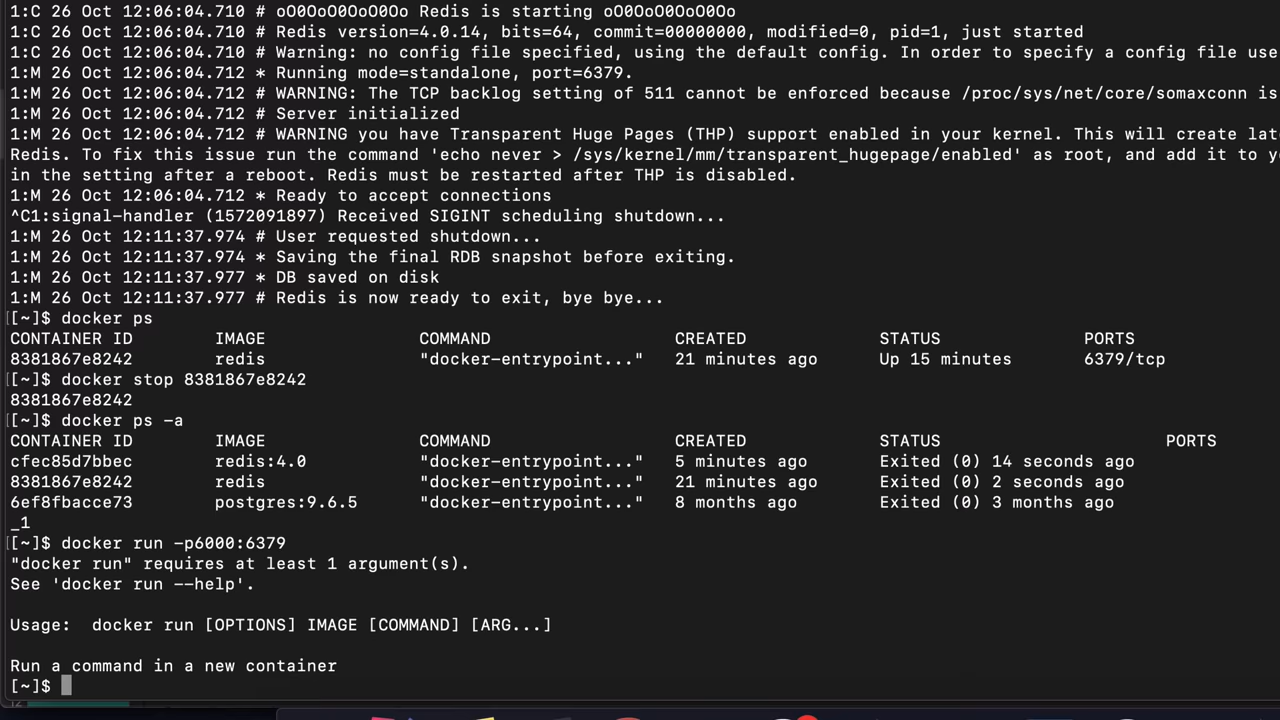 1:C 26 Oct 12:06:04.710 # oO0OoO0OoO0Oo Redis is starting oO0OoO0OoO0Oo
1:C 26 Oct 12:06:04.710 # Redis version=4.0.14, bits=64, commit=00000000, modified=0, pid=1, just started
1:C 26 Oct 12:06:04.710 # Warning: no config file specified, using the default config. In order to specify a config file use
1:M 26 Oct 12:06:04.712 * Running mode=standalone, port=6379.
1:M 26 Oct 12:06:04.712 # WARNING: The TCP backlog setting of 511 cannot be enforced because /proc/sys/net/core/somaxconn is
1:M 26 Oct 12:06:04.712 # Server initialized
1:M 26 Oct 12:06:04.712 # WARNING you have Transparent Huge Pages (THP) support enabled in your kernel. This will create
Redis. To fix this issue run the command 'echo never > /sys/kernel/mm/transparent_hugepage/enabled' as root, and add it to
in the setting after a reboot. Redis must be restarted after THP is disabled.
1:M 26 Oct 12:06:04.712 * Ready to accept connections
^C1:signal-handler (1572091897) Received SIGINT scheduling shutdown...
1:M 26 Oct 12:11:37.974 # User requested shutdown...
1:M 26 Oct 12:11:37.974 * Saving the final RDB snapshot before exiting.
1:M 26 Oct 12:11:37.977 * DB saved on disk
1:M 26 Oct 12:11:37.977 # Redis is now ready to exit, bye bye...
[~]$ docker ps
CONTAINER ID IMAGE COMMAND CREATED STATUS PORTS
8381867e8242 redis "docker-entrypoint..." 21 minutes ago Up 15 minutes 6379/tcp
[~]$ docker stop 8381867e8242
8381867e8242
[~]$ docker ps -a
CONTAINER ID IMAGE COMMAND CREATED STATUS PORTS
cfec85d7bbec redis:4.0 "docker-entrypoint..." 5 minutes ago Exited (0) 14 seconds ago
8381867e8242 redis "docker-entrypoint..." 21 minutes ago Exited (0) 2 seconds ago
6ef8fbacce73 postgres:9.6.5 "docker-entrypoint..." 8 months ago Exited (0) 3 months ago
_1
[~]$ docker run -p6000:6379
"docker run" requires at least 1 argument(s).
See 'docker run --help'.
Usage: docker run [OPTIONS] IMAGE [COMMAND] [ARG...]
Run a command in a new container
[~]$